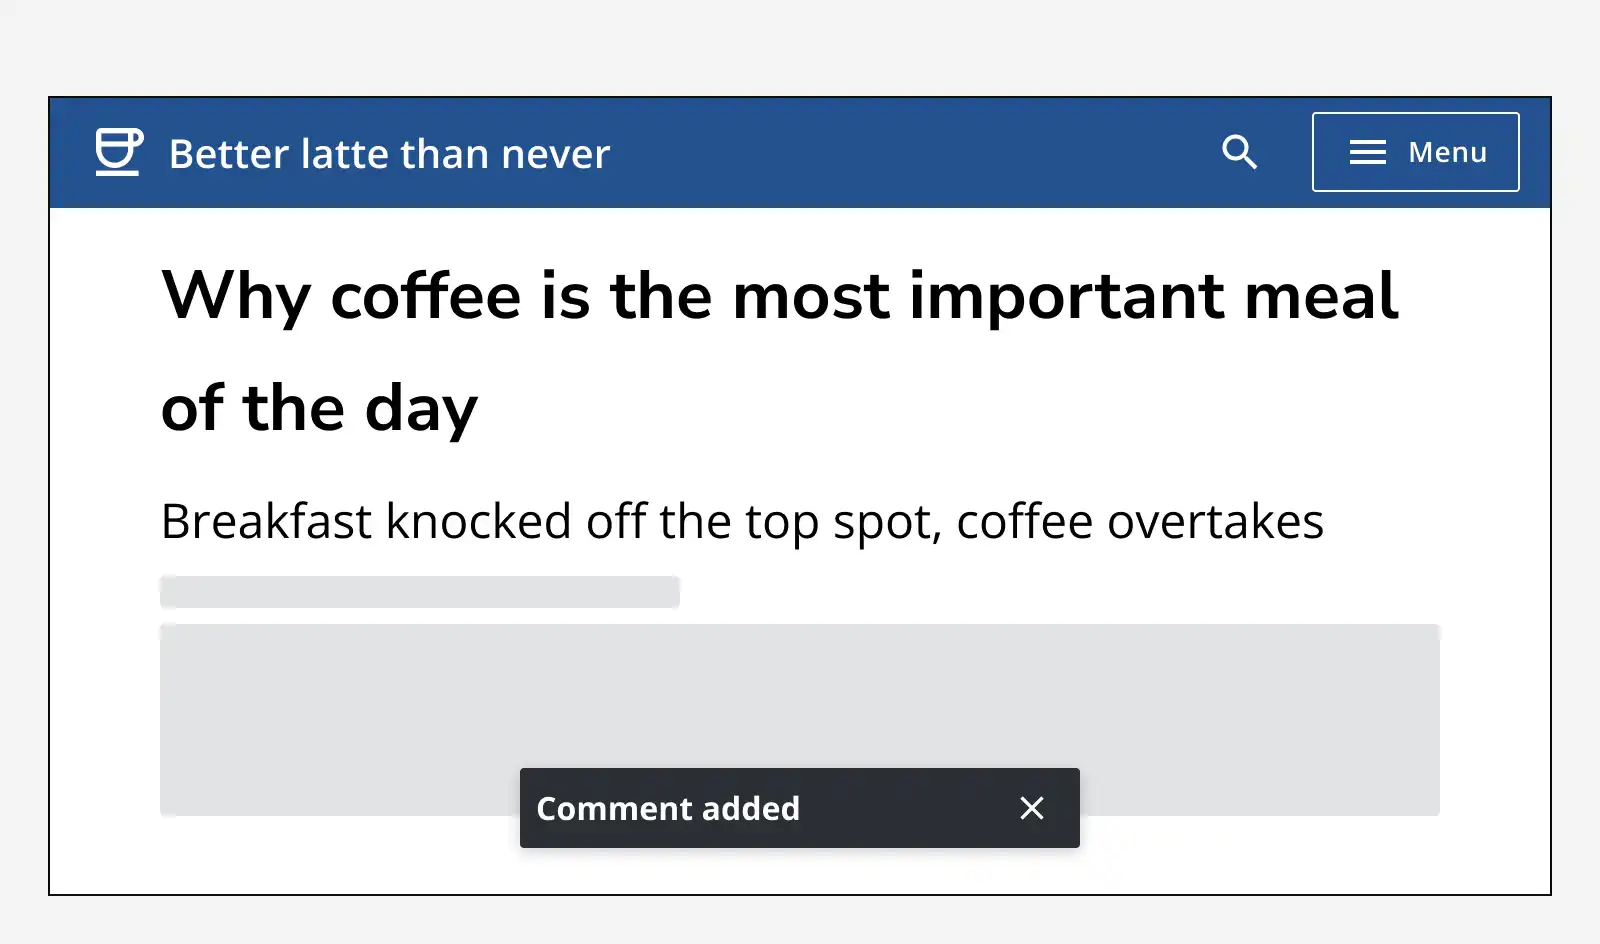 Better latte than never
Menu
Why coffee is the most important meal
of the day
Breakfast knocked off the top spot, coffee overtakes
Comment added